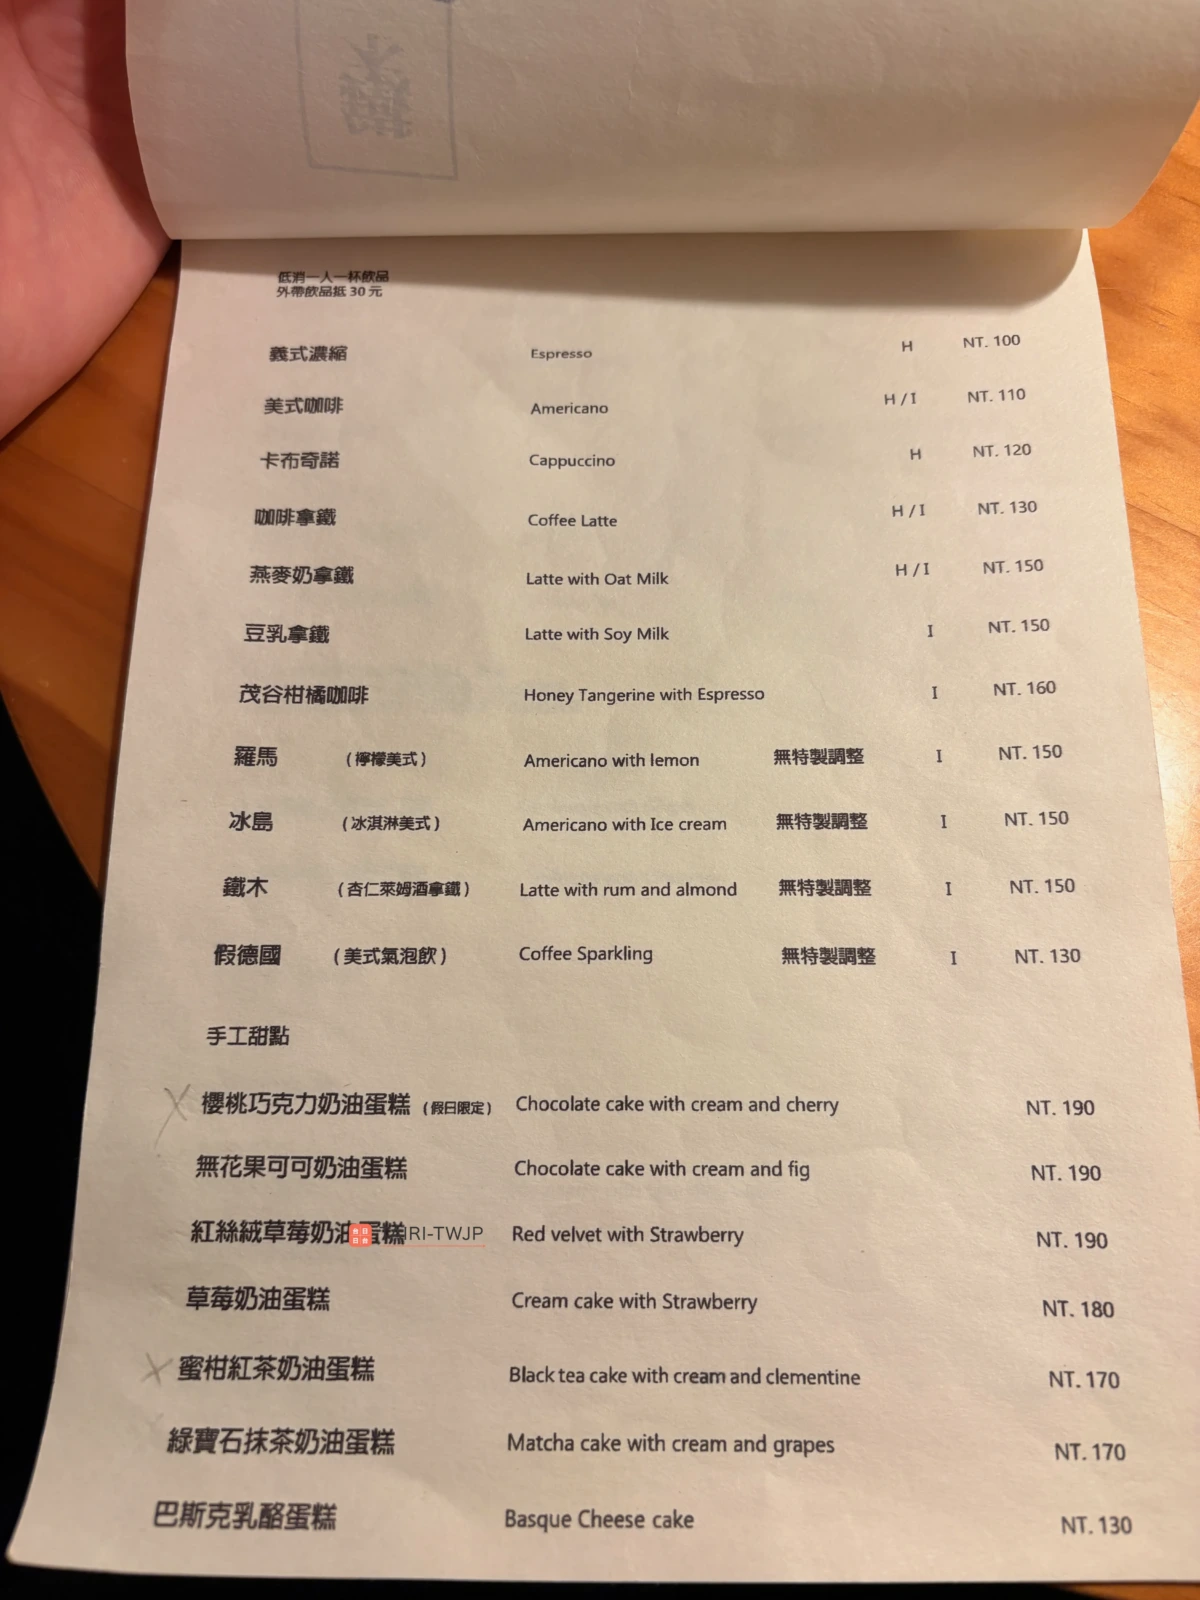 低消一人一杯飲品
外帶飲品抵 30 元
義式濃縮 Espresso H NT. 100
美式咖啡 Americano H / I NT. 110
卡布奇諾 Cappuccino H NT. 120
咖啡拿鐵 Coffee Latte H / I NT. 130
燕麥奶拿鐵 Latte with Oat Milk H / I NT. 150
豆乳拿鐵 Latte with Soy Milk I NT. 150
茂谷柑橘咖啡 Honey Tangerine with Espresso I NT. 160
羅馬 (檸檬美式) Americano with lemon 無特製調整 I NT. 150
冰島 (冰淇淋美式) Americano with Ice cream 無特製調整 I NT. 150
鐵木 (杏仁萊姆酒拿鐵) Latte with rum and almond 無特製調整 I NT. 150
假德國 (美式氣泡飲) Coffee Sparkling 無特製調整 I NT. 130
手工甜點
X 櫻桃巧克力奶油蛋糕 (假日限定) Chocolate cake with cream and cherry NT. 190
無花果可可奶油蛋糕 Chocolate cake with cream and fig NT. 190
紅絲絨草莓奶油蛋糕 Red velvet with Strawberry NT. 190
台日日台 IRI-TWJP
草莓奶油蛋糕 Cream cake with Strawberry NT. 180
X 蜜柑紅茶奶油蛋糕 Black tea cake with cream and clementine NT. 170
綠寶石抹茶奶油蛋糕 Matcha cake with cream and grapes NT. 170
巴斯克乳酪蛋糕 Basque Cheese cake NT. 130